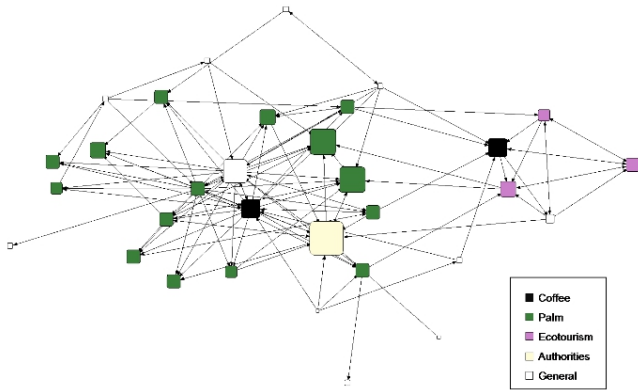 Coffee
Palm
Ecotourism
Authorities
General